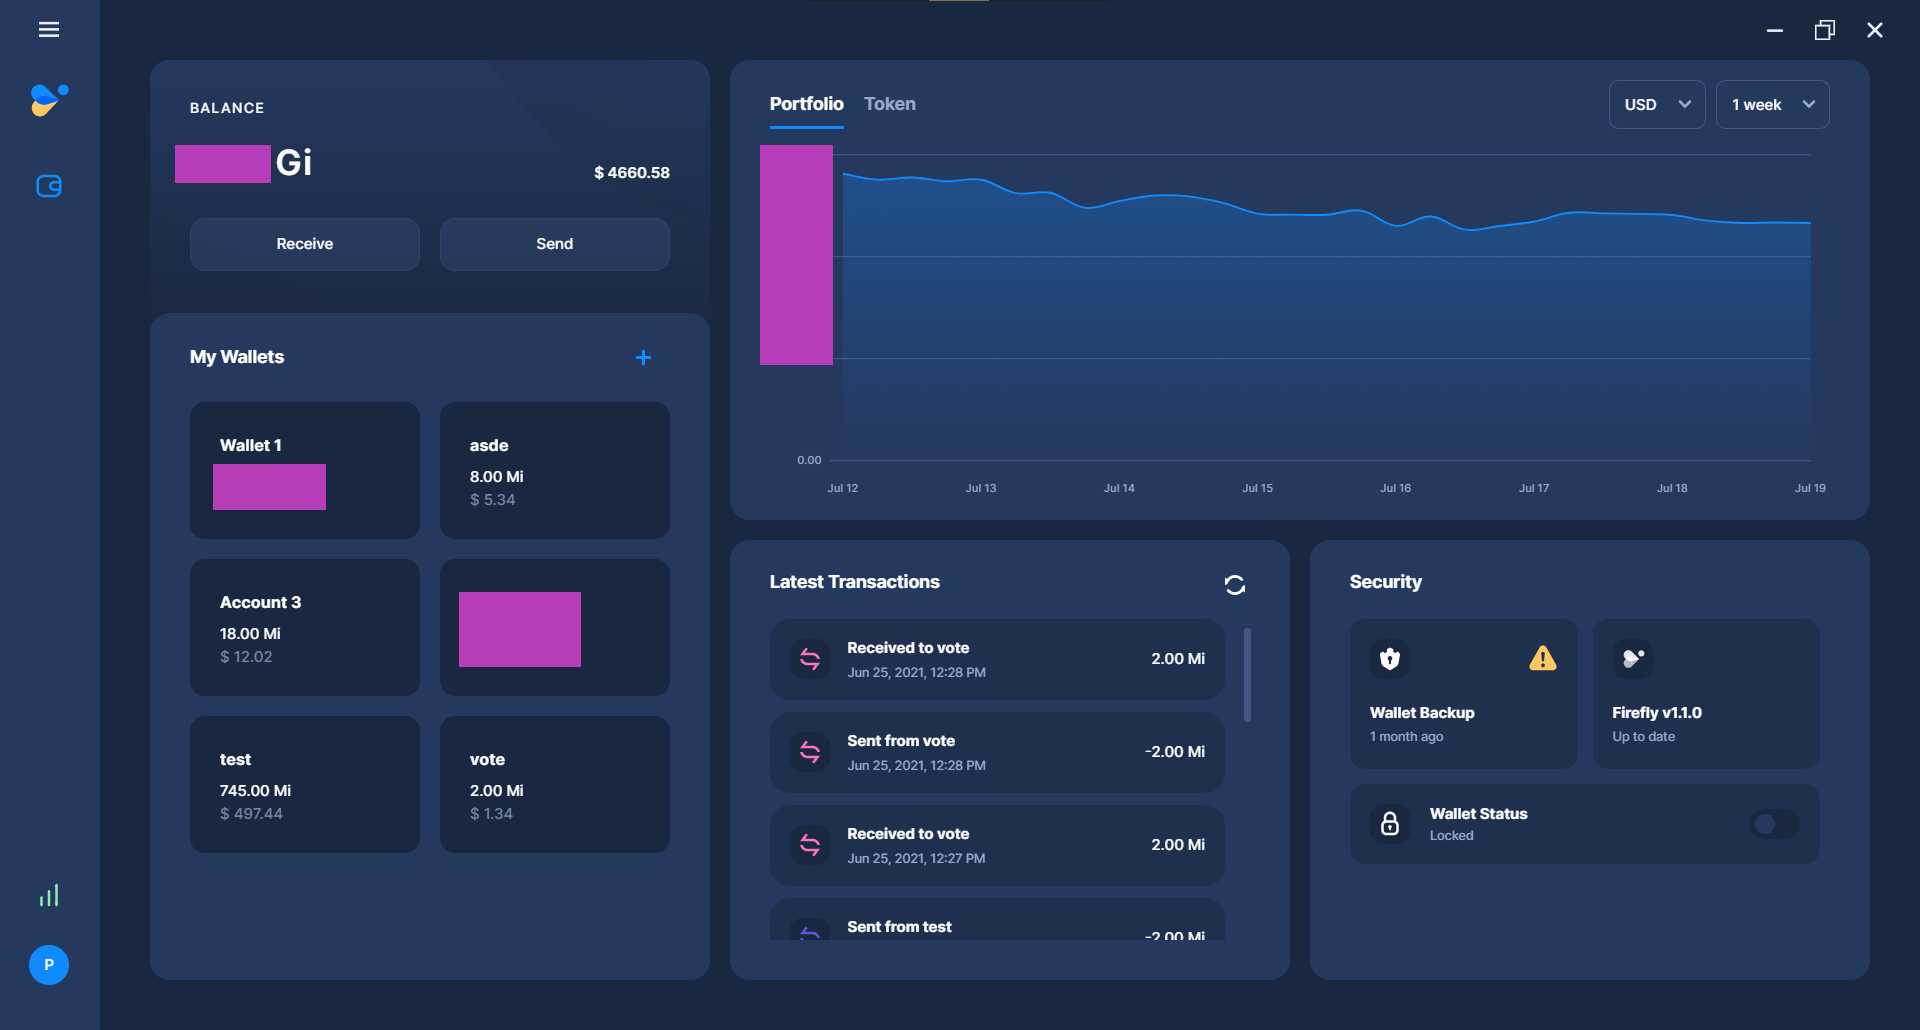 BALANCE
Gi
$ 4660.58
Receive
Send
My Wallets
Wallet 1
asde
8.00 Mi
$ 5.34
Account 3
18.00 Mi
$ 12.02
test
745.00 Mi
$ 497.44
vote
2.00 Mi
$ 1.34
P
Portfolio
Token
USD
1 week
0.00
Jul 12
Jul 13
Jul 14
Jul 15
Jul 16
Jul 17
Jul 18
Jul 19
Latest Transactions
Received to vote
Jun 25, 2021, 12:28 PM
2.00 Mi
Sent from vote
Jun 25, 2021, 12:28 PM
-2.00 Mi
Received to vote
Jun 25, 2021, 12:27 PM
2.00 Mi
Sent from test
-2.00 Mi
Security
Wallet Backup
1 month ago
Firefly v1.1.0
Up to date
Wallet Status
Locked